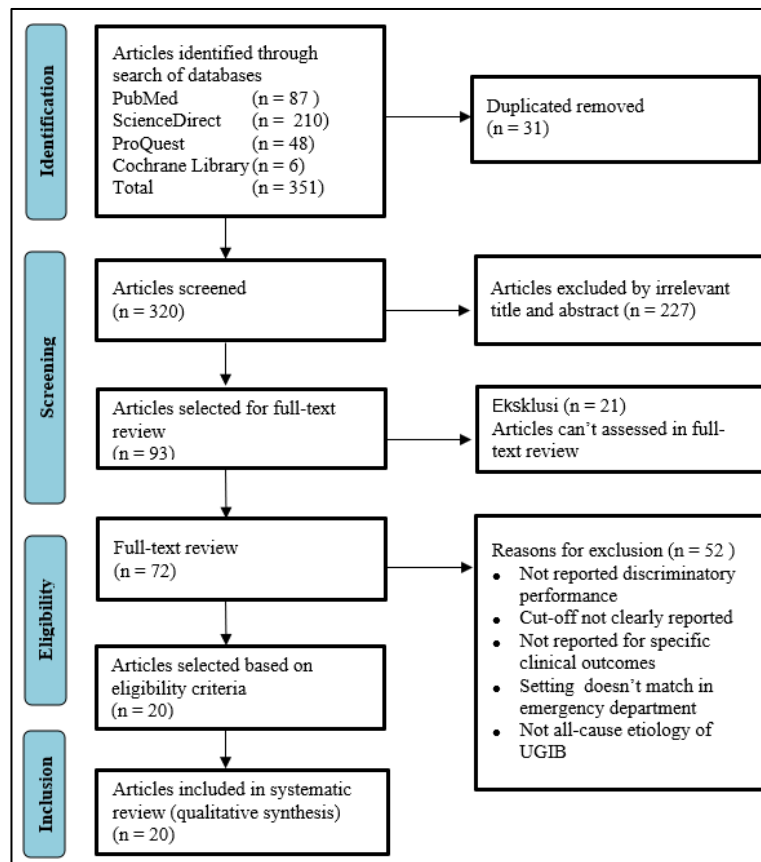 Identification
Articles identified through
search of databases
PubMed (n = 87 )
ScienceDirect (n = 210)
ProQuest (n = 48)
Cochrane Library (n = 6)
Total (n = 351)
Duplicated removed
(n = 31)
Screening
Articles screened
(n = 320)
Articles excluded by irrelevant
title and abstract (n = 227)
Articles selected for full-text
review
(n = 93)
Eksklusi (n = 21)
Articles can’t assessed in full-
text review
Eligibility
Full-text review
(n = 72)
Reasons for exclusion (n = 52 )
● Not reported discriminatory
performance
● Cut-off not clearly reported
● Not reported for specific
clinical outcomes
● Setting doesn’t match in
emergency department
● Not all-cause etiology of
UGIB
Articles selected based on
eligibility criteria
(n = 20)
Inclusion
Articles included in systematic
review (qualitative synthesis)
(n = 20)